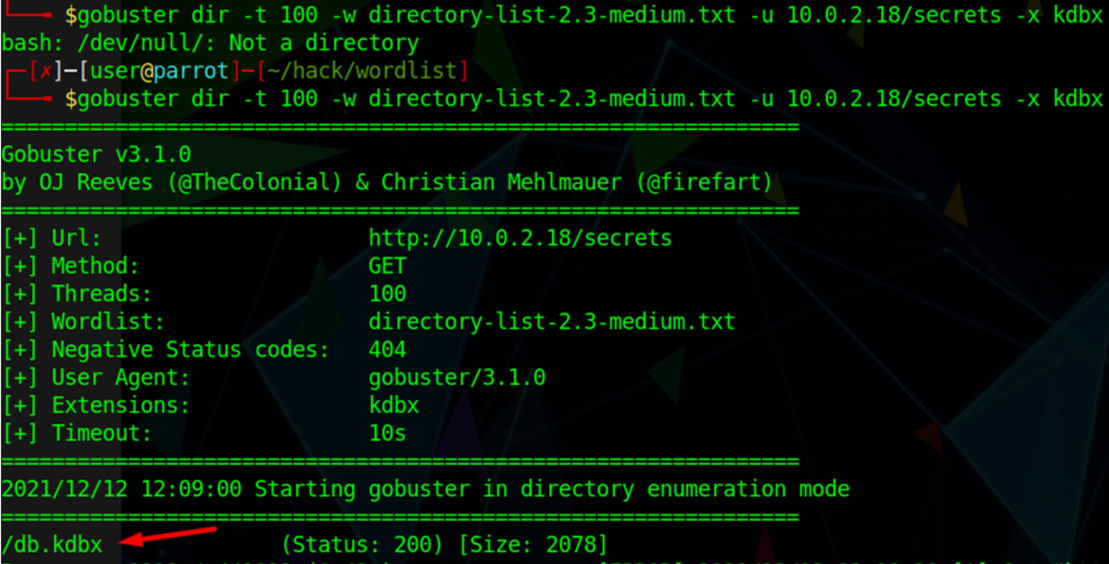 $gobuster dir -t 100 -w directory-list-2.3-medium.txt -u 10.0.2.18/secrets -x kdbx
bash: /dev/null/: Not a directory
[✗]─[user@parrot]─[~/hack/wordlist]
$gobuster dir -t 100 -w directory-list-2.3-medium.txt -u 10.0.2.18/secrets -x kdbx
===============================================================
Gobuster v3.1.0
by OJ Reeves (@TheColonial) & Christian Mehlmauer (@firefart)
===============================================================
[+] Url: http://10.0.2.18/secrets
[+] Method: GET
[+] Threads: 100
[+] Wordlist: directory-list-2.3-medium.txt
[+] Negative Status codes: 404
[+] User Agent: gobuster/3.1.0
[+] Extensions: kdbx
[+] Timeout: 10s
===============================================================
2021/12/12 12:09:00 Starting gobuster in directory enumeration mode
===============================================================
/db.kdbx (Status: 200) [Size: 2078]